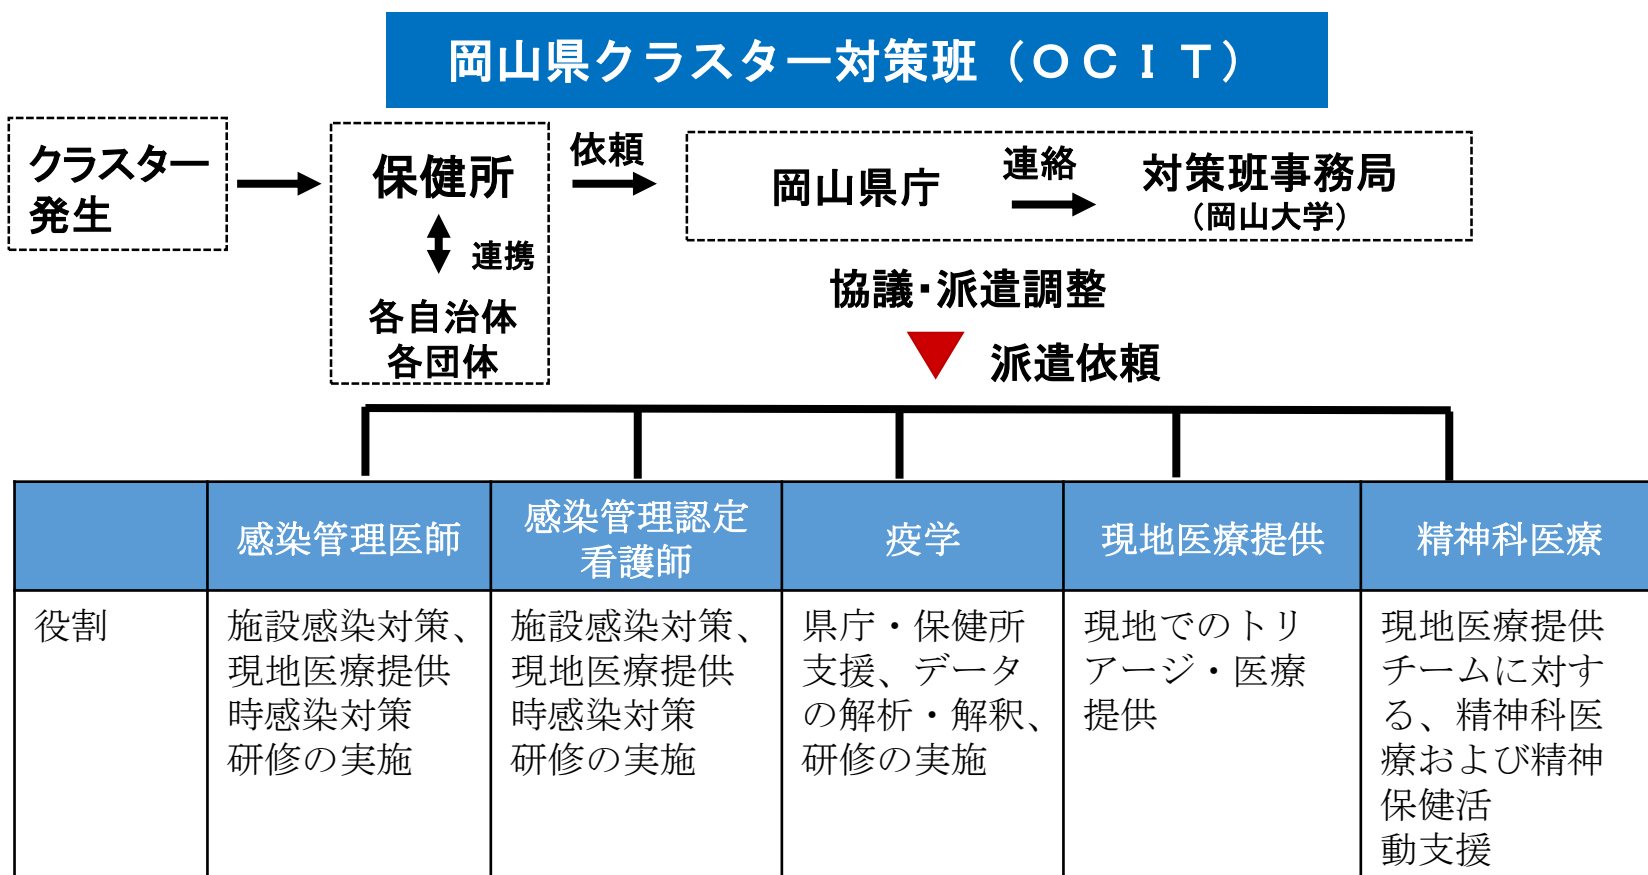 岡山県クラスター対策班（ＯＣＩＴ）
クラスター
発生
保健所
連携
各自治体
各団体
依頼
岡山県庁
連絡
対策班事務局
（岡山大学）
協議・派遣調整
派遣依頼
感染管理医師
感染管理認定
看護師
疫学
現地医療提供
精神科医療
役割
施設感染対策、
現地医療提供
時感染対策
研修の実施
施設感染対策、
現地医療提供
時感染対策
研修の実施
県庁・保健所
支援、データ
の解析・解釈、
研修の実施
現地でのトリ
アージ・医療
提供
現地医療提供
チームに対す
る、精神科医
療および精神
保健活
動支援